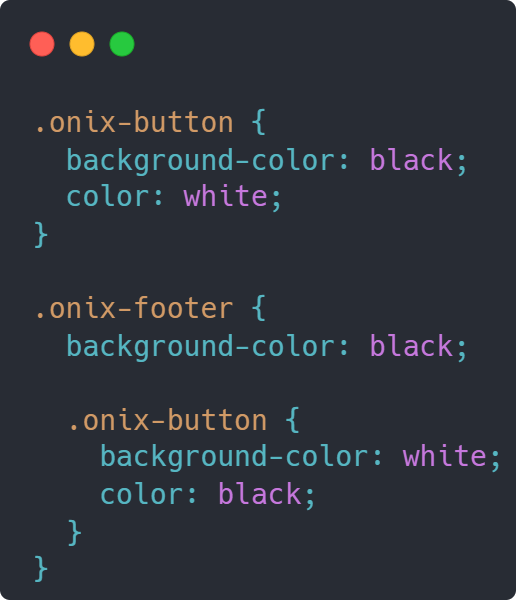 .onix-button {
  background-color: black;
  color: white;
}

.onix-footer {
  background-color: black;

  .onix-button {
    background-color: white;
    color: black;
  }
}